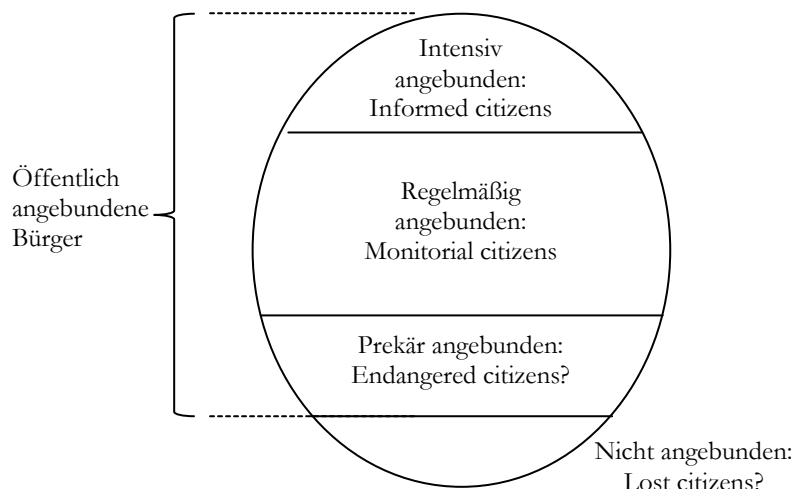 Intensiv
angebunden:
Informed citizens
Öffentlich
angebundene
Bürger
Regelmäßig
angebunden:
Monitorial citizens
Prekär angebunden:
Endangered citizens?
Nicht angebunden:
Lost citizens?